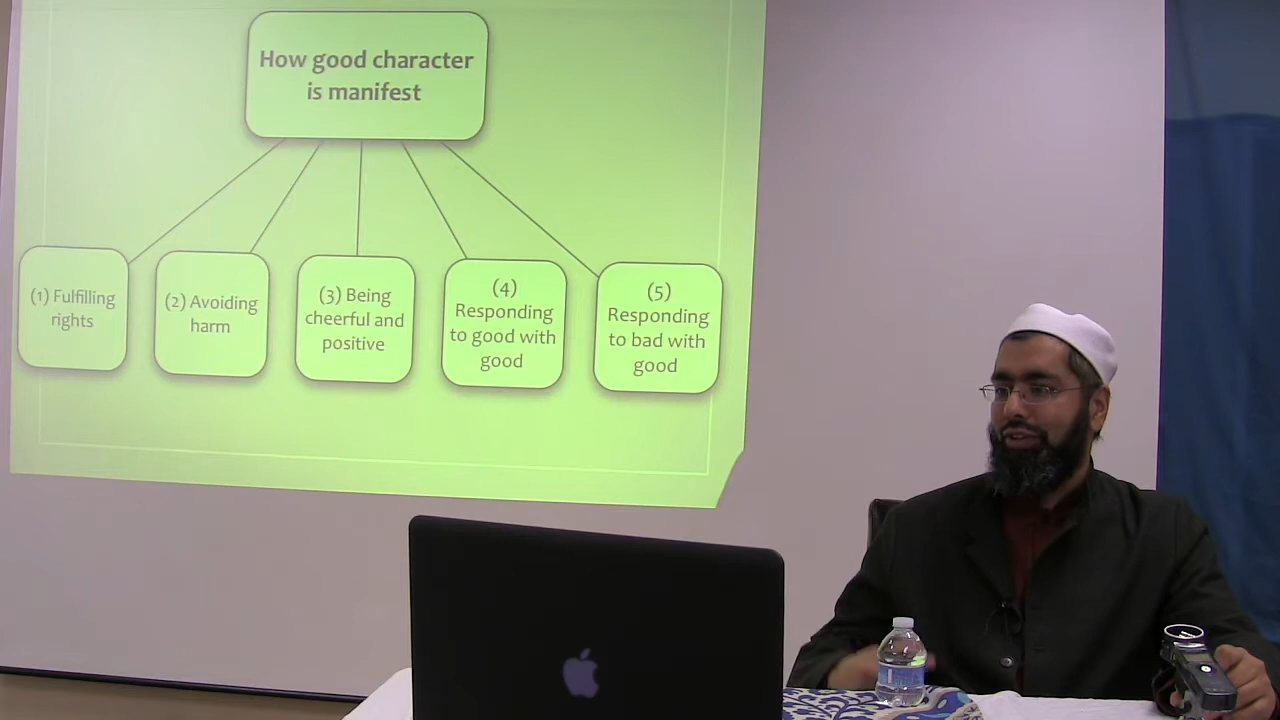 How good character
is manifest
(1) Fulfilling
rights
(2) Avoiding
harm
(3) Being
cheerful and
positive
(4)
Responding
to good with
good
(5)
Responding
to bad with
good